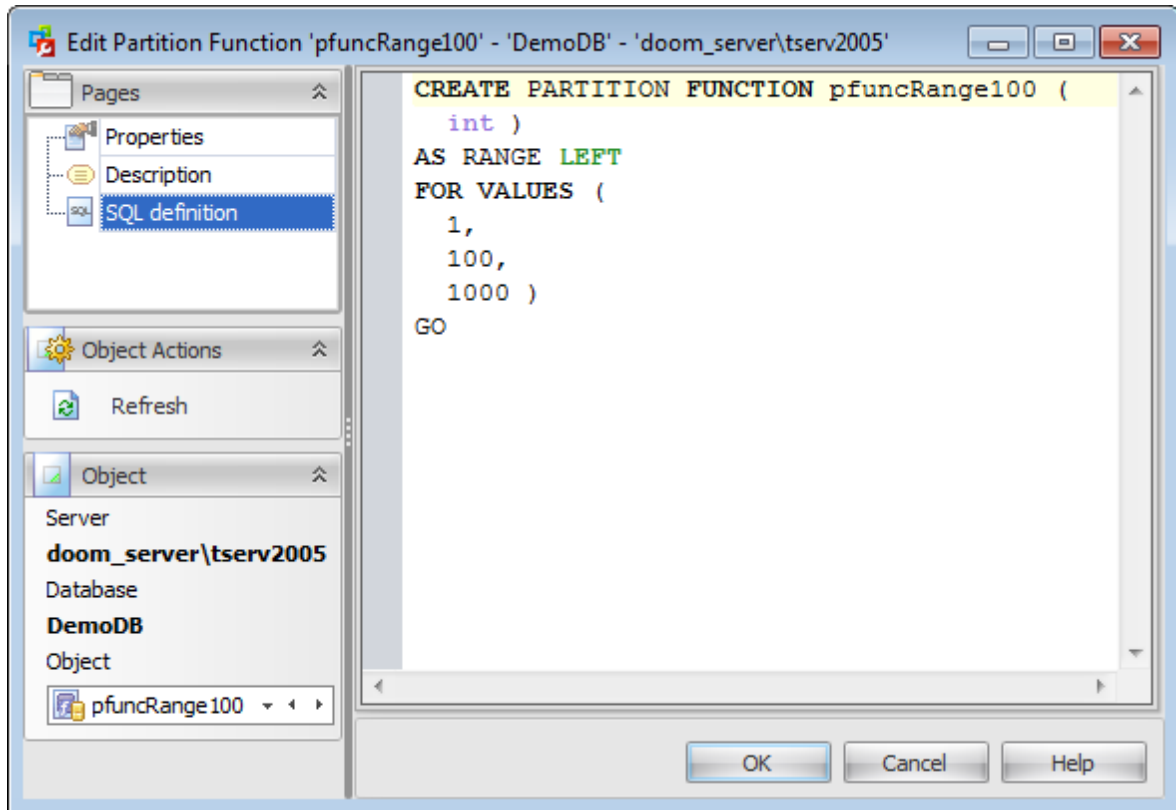 Edit Partition Function 'pfuncRange100' - 'DemoDB' - 'doom_server\tserv2005'
Pages
Properties
Description
SQL
SQL definition
Object Actions
Refresh
Object
Server
doom_server\tserv2005
Database
DemoDB
Object
pfuncRange100
CREATE PARTITION FUNCTION pfuncRange100 (
int )
AS RANGE LEFT
FOR VALUES (
1,
100,
1000 )
GO
OK
Cancel
Help